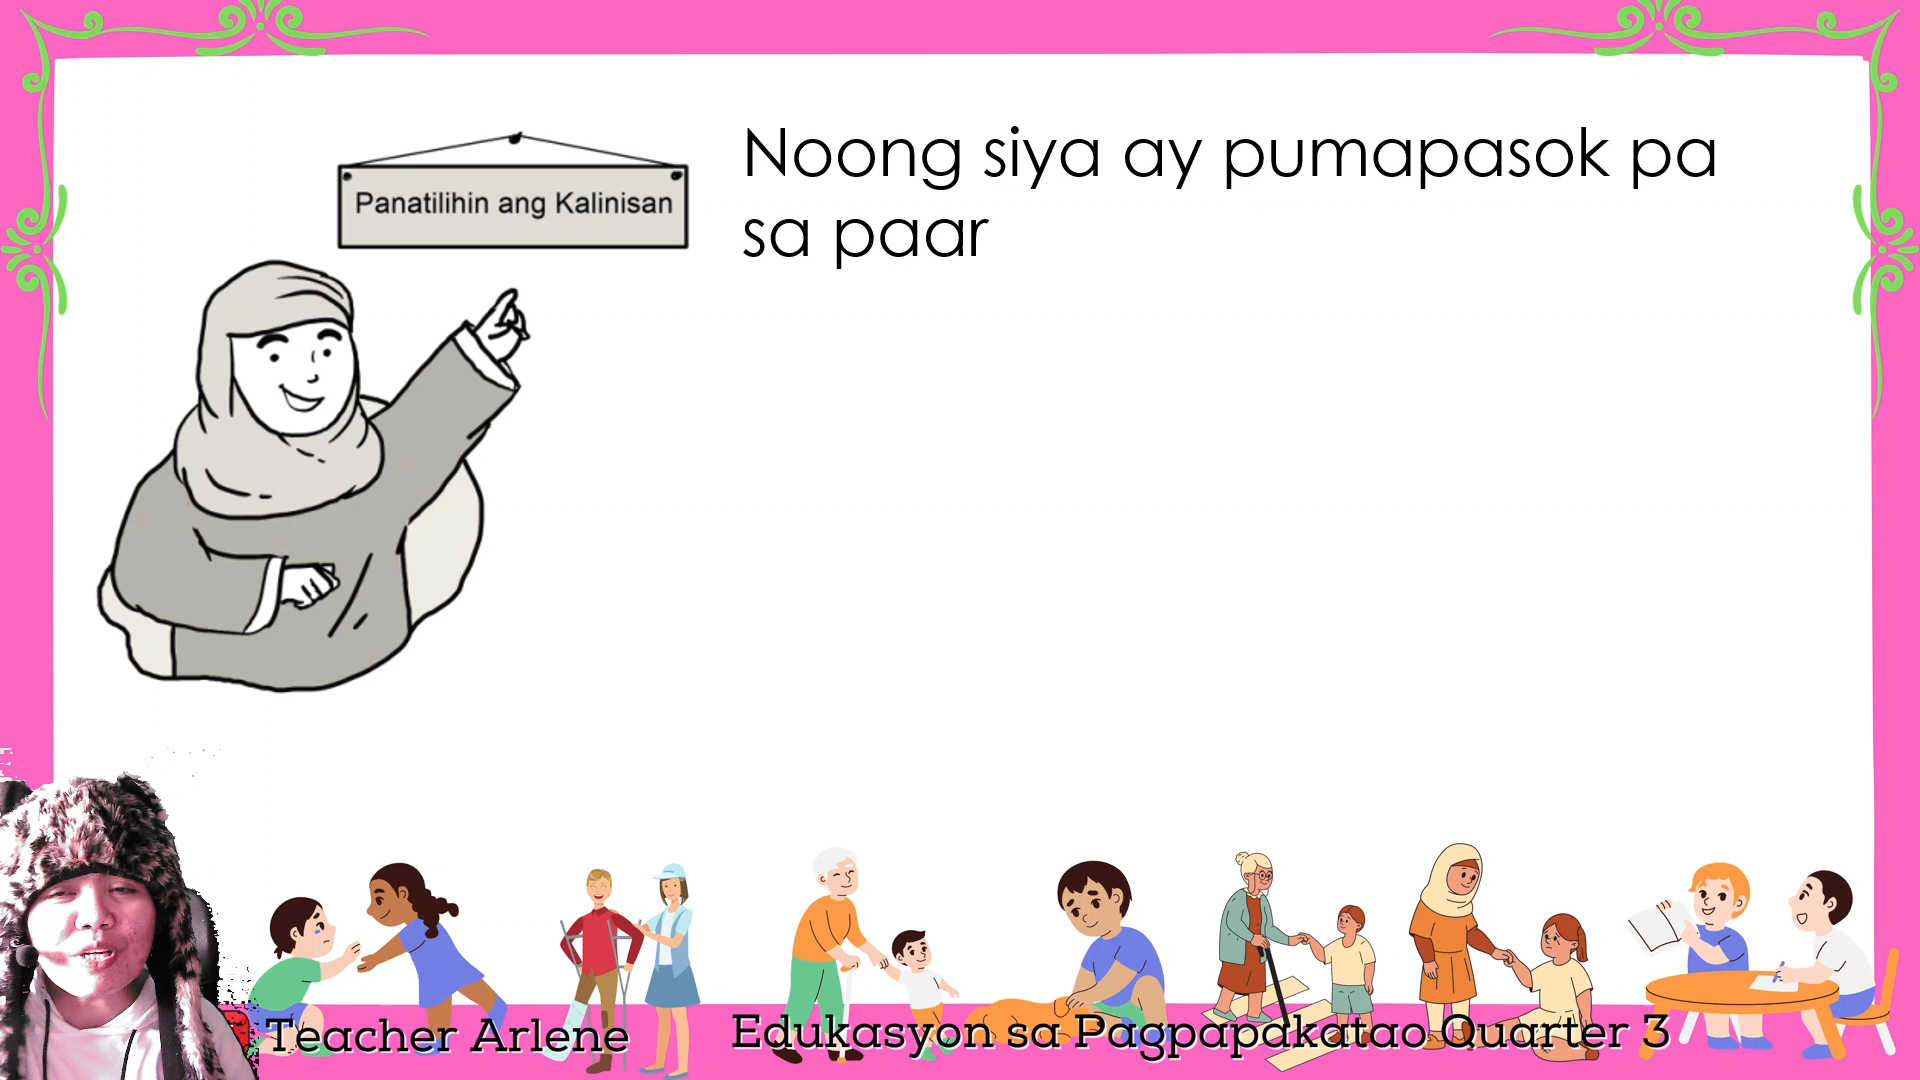 Panatilihin ang Kalinisan
Noong siya ay pumapasok pa
sa paar
Teacher Arlene
Edukasyon sa Pagpapakatao Quarter 3